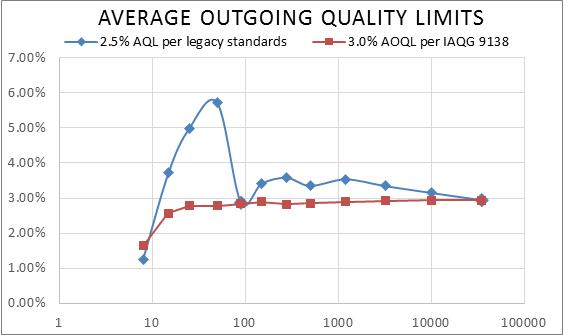 AVERAGE OUTGOING QUALITY LIMITS
2.5% AQL per legacy standards 3.0% AOQL per IAQG 9138
7.00%
6.00%
5.00%
4.00%
3.00%
2.00%
1.00%
0.00%
1 10 100 1000 10000 100000